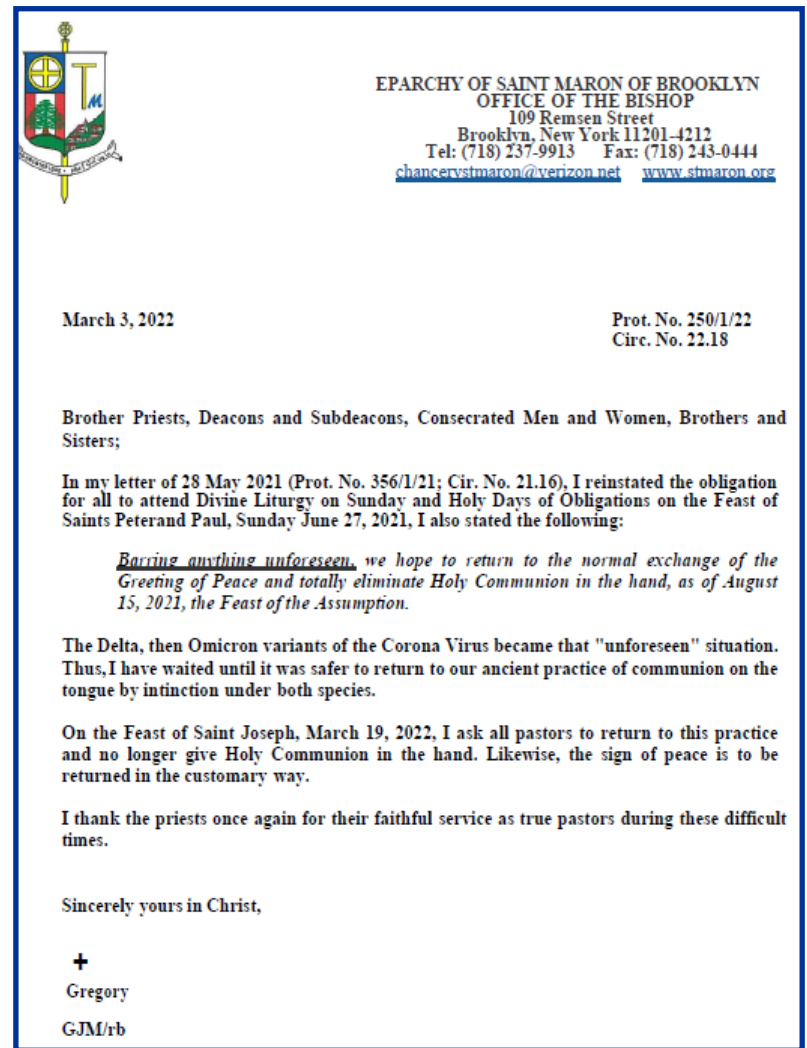 EPARCHY OF SAINT MARON OF BROOKLYN
OFFICE OF THE BISHOP
109 Remsen Street
Brooklyn, New York 11201-4212
Tel: (718) 237-9913 Fax: (718) 243-0444
chancerystmaron@verizon.net www.stmaron.org
March 3, 2022 Prot. No. 250/1/22
Circ. No. 22.18
Brother Priests, Deacons and Subdeacons, Consecrated Men and Women, Brothers and
Sisters;
In my letter of 28 May 2021 (Prot. No. 356/1/21; Cir. No. 21.16), I reinstated the obligation
for all to attend Divine Liturgy on Sunday and Holy Days of Obligations on the Feast of
Saints Peterand Paul, Sunday June 27, 2021, I also stated the following:
Barring anything unforeseen, we hope to return to the normal exchange of the
Greeting of Peace and totally eliminate Holy Communion in the hand, as of August
15, 2021, the Feast of the Assumption.
The Delta, then Omicron variants of the Corona Virus became that "unforeseen" situation.
Thus, I have waited until it was safer to return to our ancient practice of communion on the
tongue by intinction under both species.
On the Feast of Saint Joseph, March 19, 2022, I ask all pastors to return to this practice
and no longer give Holy Communion in the hand. Likewise, the sign of peace is to be
returned in the customary way.
I thank the priests once again for their faithful service as true pastors during these difficult
times.
Sincerely yours in Christ,
+
Gregory
GJM/rb